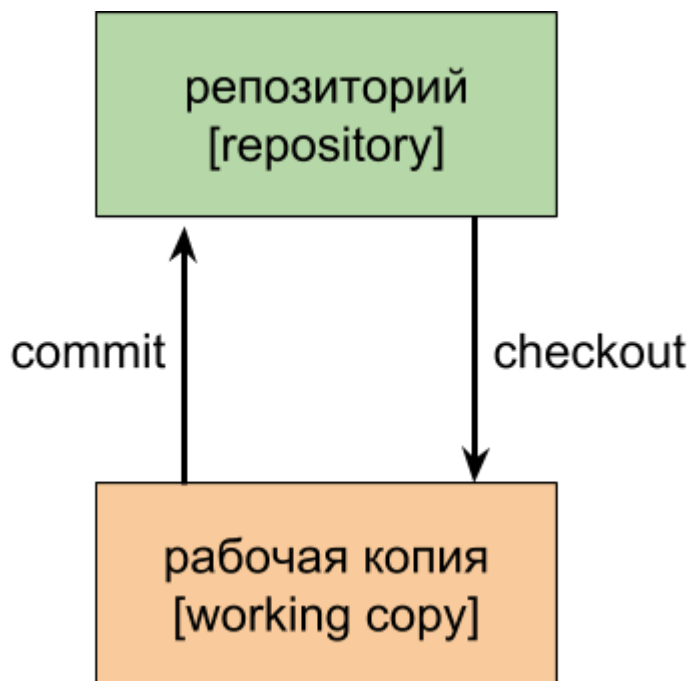 репозиторий
[repository]
commit
checkout
рабочая копия
[working copy]